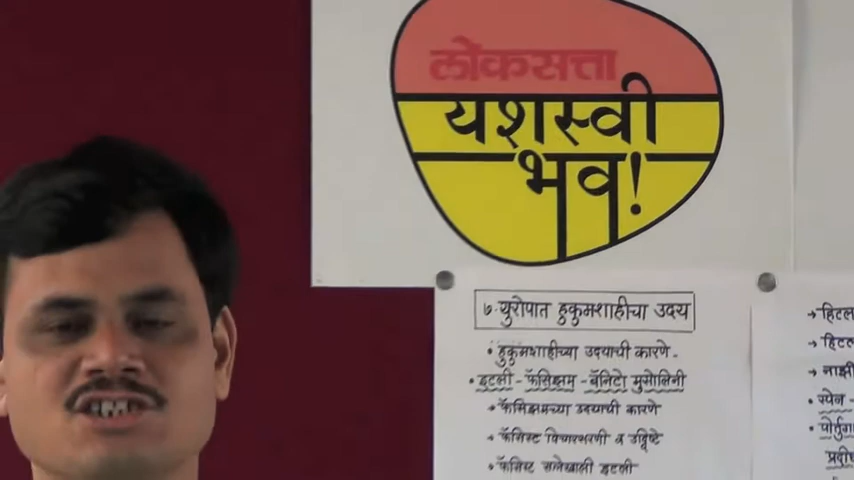 लोकसत्ता
यशस्वी
भव!
७. युरोपात हुकुमशाहीचा उदय
• हुकुमशाहीच्या उदयाची कारणे -
• इटली - फॅसिझम - बॅनिटो मुसोलिनी
• फॅसिझमच्या उदयाची कारणे
• फॅसिस्ट विचारसरणी व उद्दिष्टे
• फॅसिस्ट सत्तेखाली इटली
→ हिटल
→ हिटल
→ नाझी
• स्पेन -
• पोर्तुगा